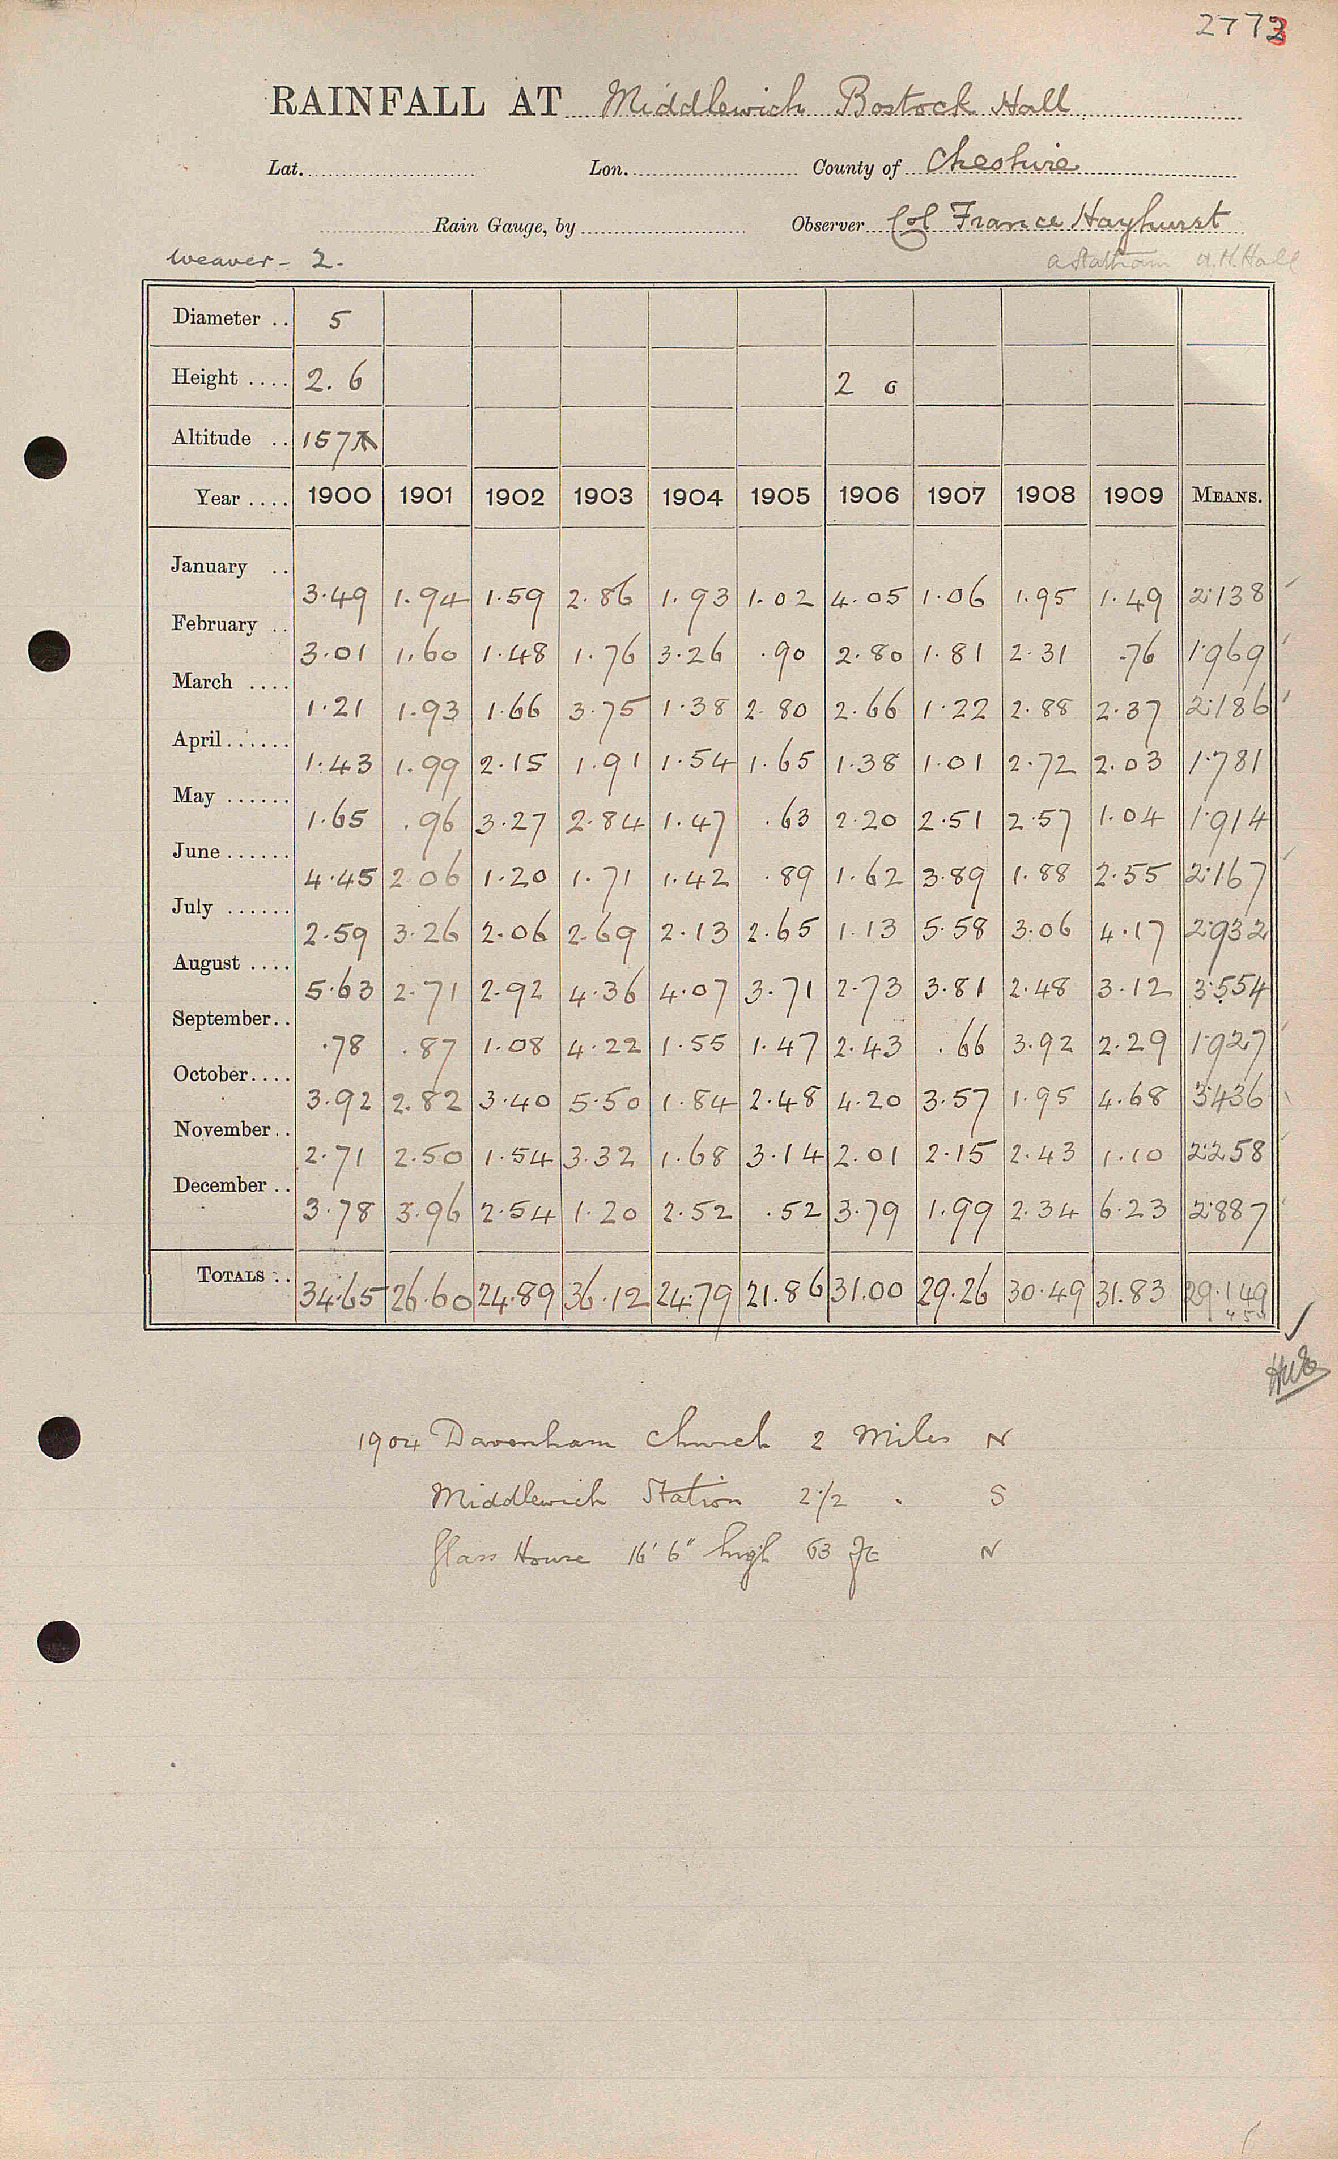 2773
RAINFALL AT Middlewich Bostock Hall
Lat. Lon. County of Cheshire
Rain Gauge, by Observer Col France Hayhurst
Weaver - 2. A Statham A.H. Hall
Diameter .. 5
Height .... 2. 6 2 0
Altitude .. 157
Year .... 1900 1901 1902 1903 1904 1905 1906 1907 1908 1909 MEANS.
January .. 3.49 1.94 1.59 2.86 1.93 1.02 4.05 1.06 1.95 1.49 2.138
February .. 3.01 1.60 1.48 1.76 3.26 .90 2.80 1.81 2.31 .76 1.969
March .... 1.21 1.93 1.66 3.75 1.38 2.80 2.66 1.22 2.88 2.37 2.186
April...... 1.43 1.99 2.15 1.91 1.54 1.65 1.38 1.01 2.72 2.03 1.781
May ...... 1.65 .96 3.27 2.84 1.47 .63 2.20 2.51 2.57 1.04 1.914
June...... 4.45 2.06 1.20 1.71 1.42 .89 1.62 3.89 1.88 2.55 2.167
July ...... 2.59 3.26 2.06 2.69 2.13 2.65 1.13 5.58 3.06 4.17 2.932
August .... 5.63 2.71 2.92 4.36 4.07 3.71 2.73 3.81 2.48 3.12 3.554
September.. .78 .87 1.08 4.22 1.55 1.47 2.43 .66 3.92 2.29 1.927
October.... 3.92 2.82 3.40 5.50 1.84 2.48 4.20 3.57 1.95 4.68 3.436
November.. 2.71 2.50 1.54 3.32 1.68 3.14 2.01 2.15 2.43 1.10 2.258
December .. 3.78 3.96 2.54 1.20 2.52 .52 3.79 1.99 2.34 6.23 2.887
TOTALS .. 34.65 26.60 24.89 36.12 24.79 21.86 31.00 29.26 30.49 31.83 29.149
1904 Davenham Church 2 Miles N
Middlewich Station 2 1/2 . S
Glass House 16' 6" high 63 ft N